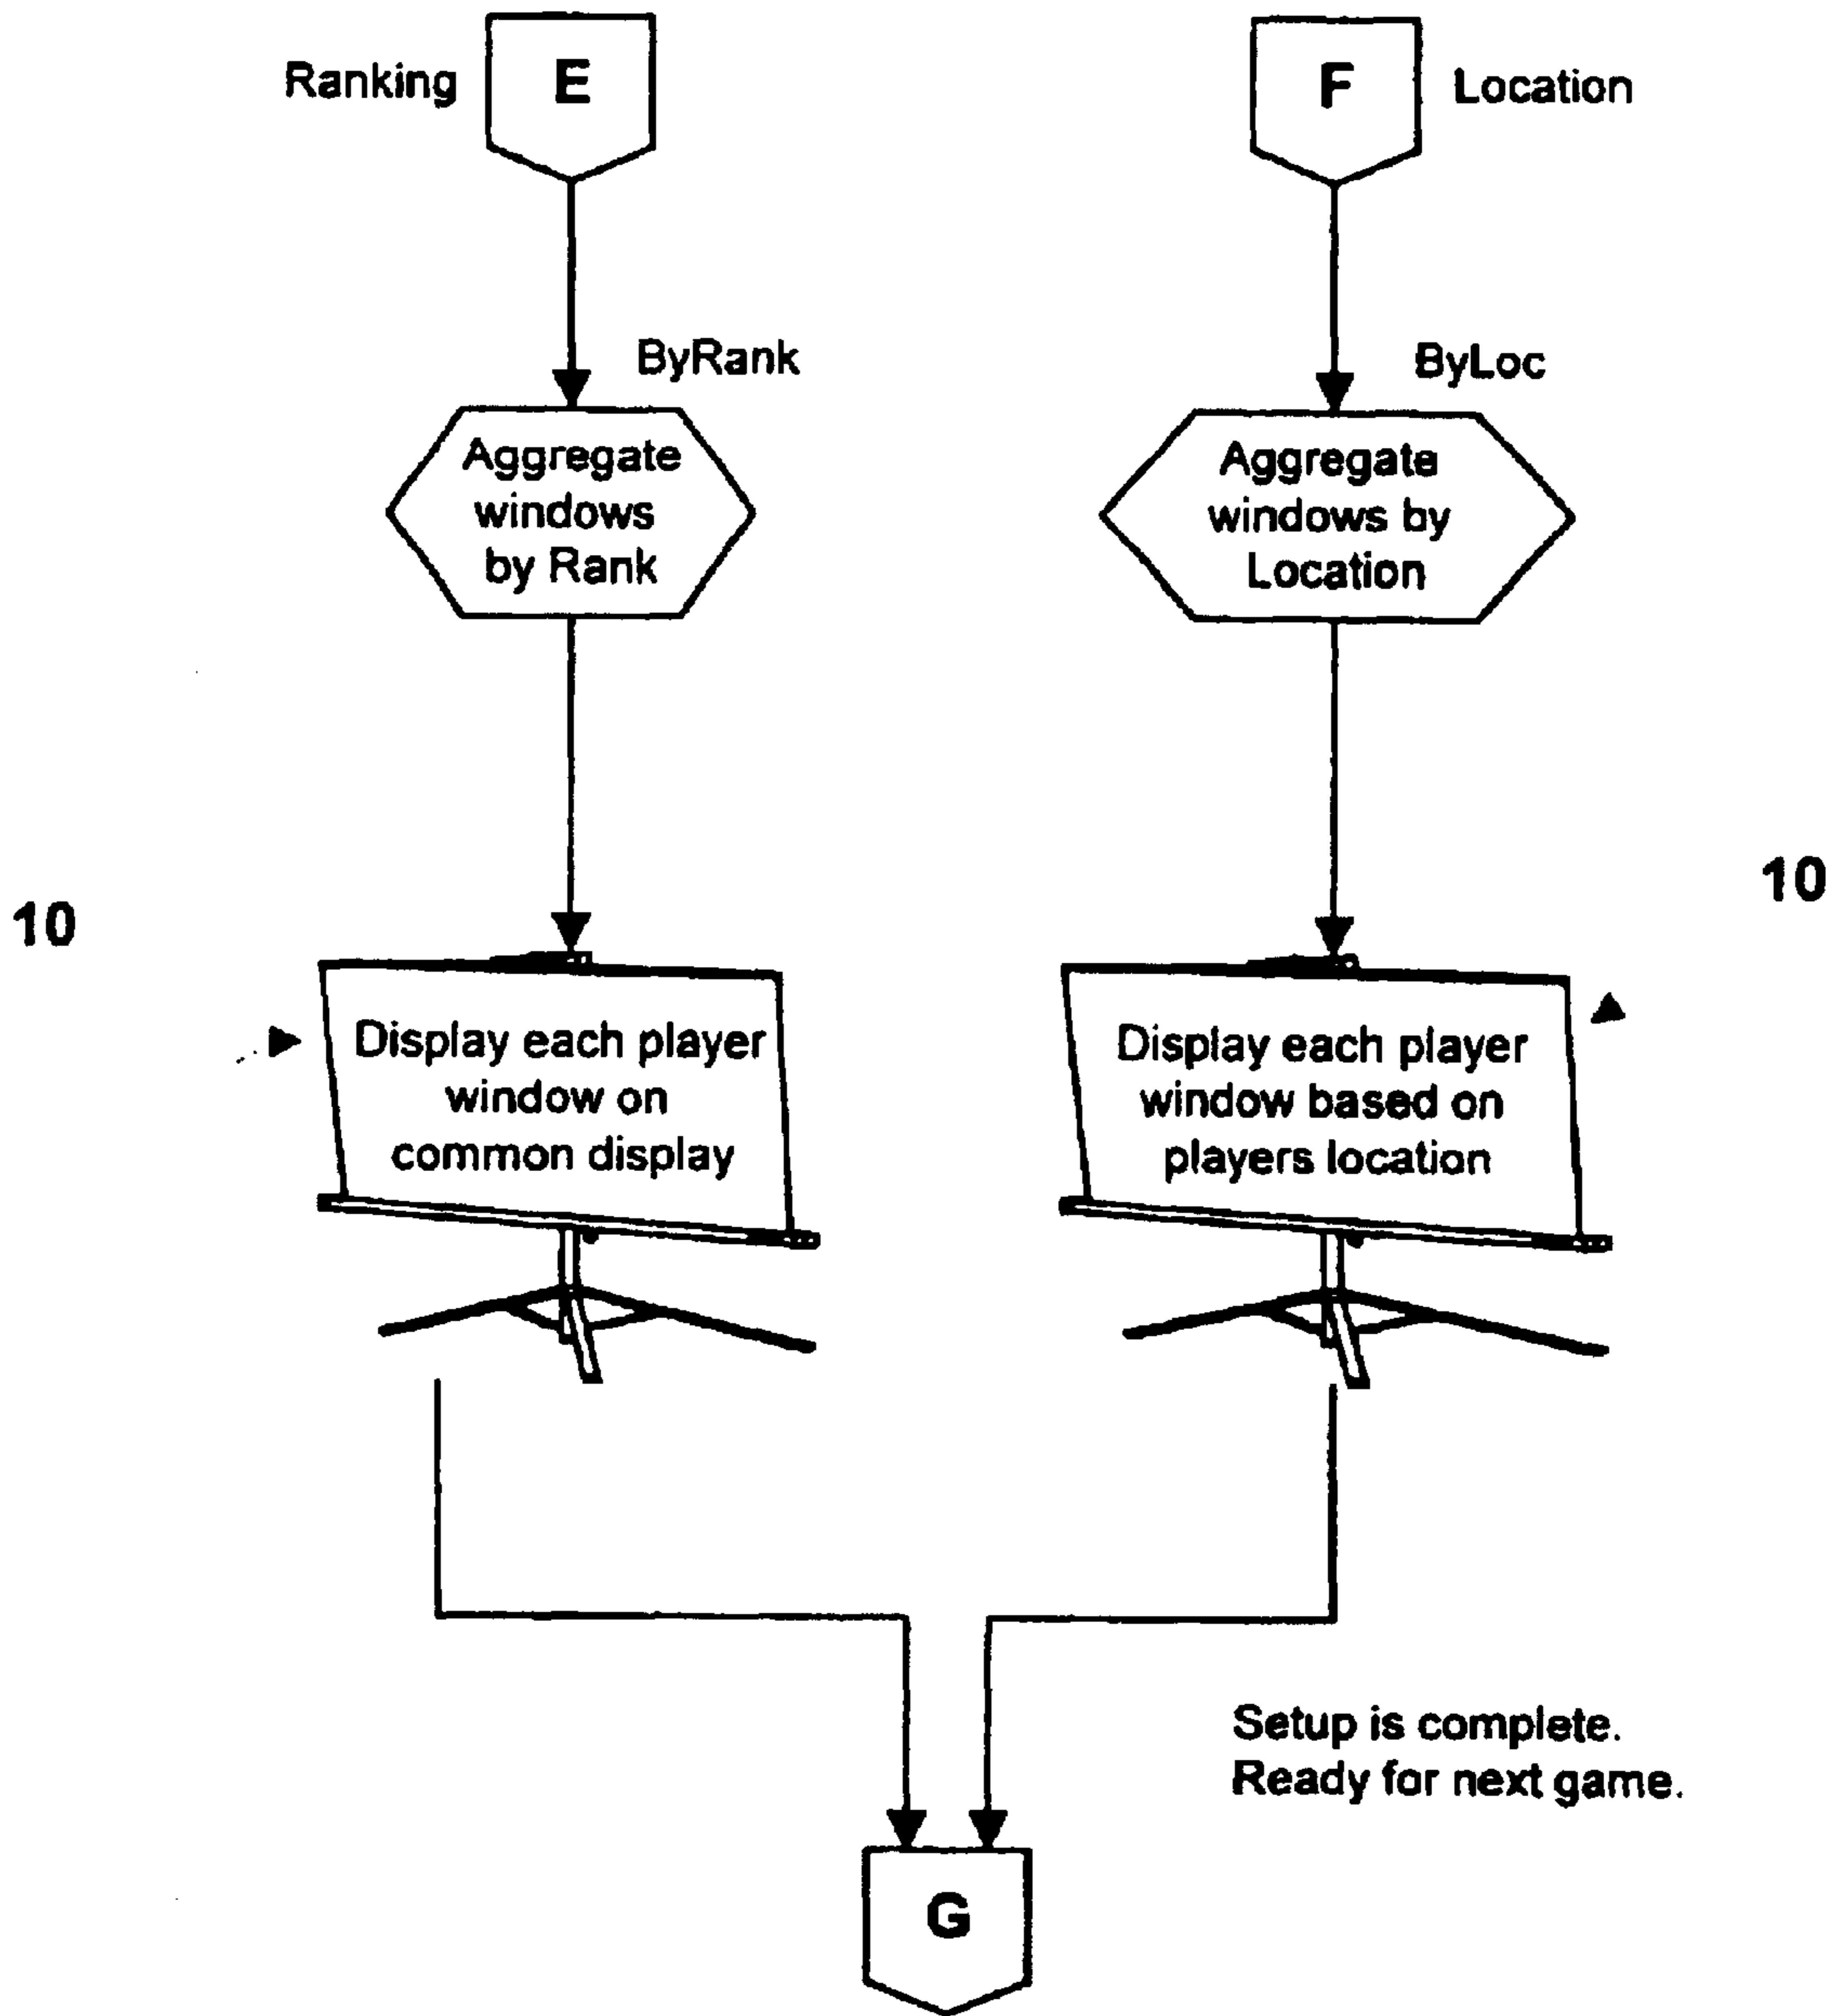 Ranking
E
F
Location
ByRank
ByLoc
Aggregate
windows
by Rank
Aggregate
windows by
Location
10
10
Display each player
window on
common display
Display each player
window based on
players location
Setup is complete.
Ready for next game.
G